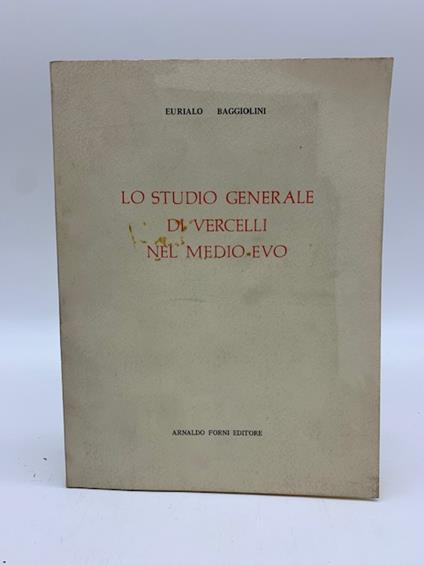 EURIALO BAGGIOLINI
LO STUDIO GENERALE
DI VERCELLI
NEL MEDIO-EVO
ARNALDO FORNI EDITORE